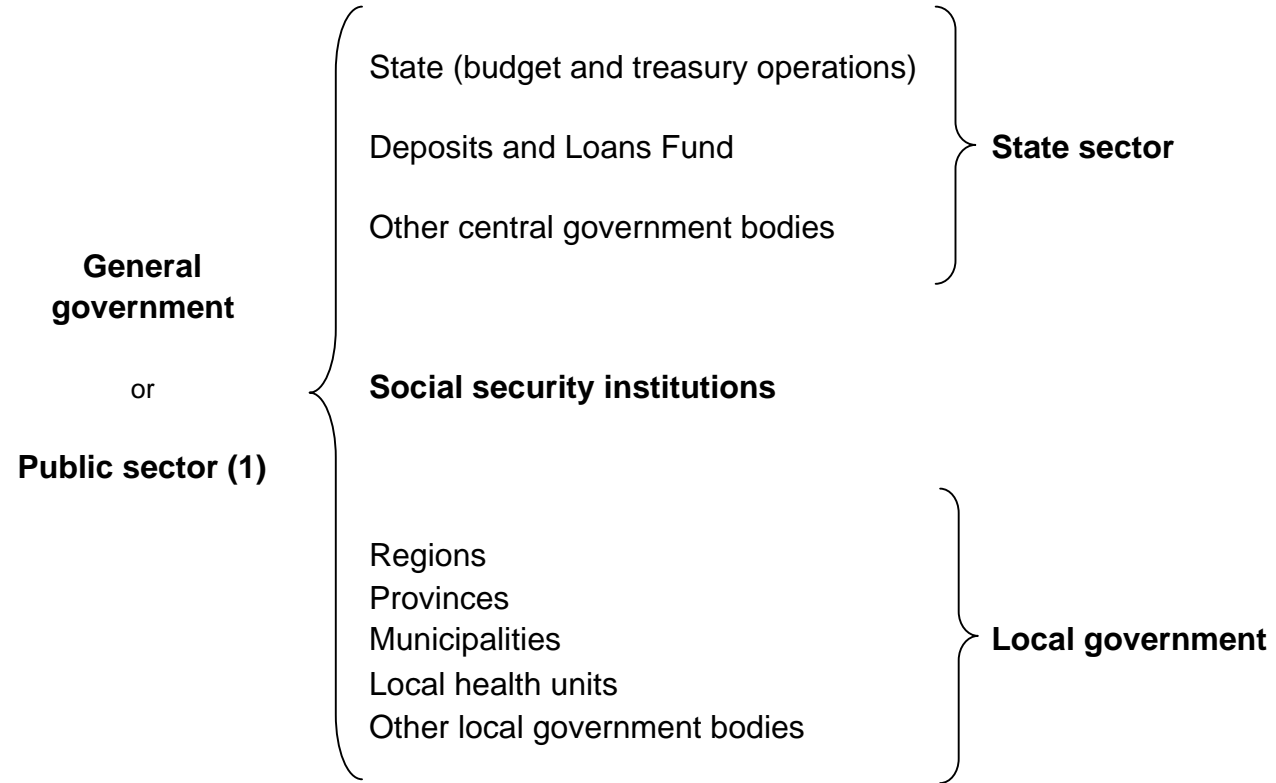 State (budget and treasury operations)
Deposits and Loans Fund
State sector
Other central government bodies
General
government
or
Public sector (1)
Social security institutions
Regions
Provinces
Municipalities
Local government
Local health units
Other local government bodies